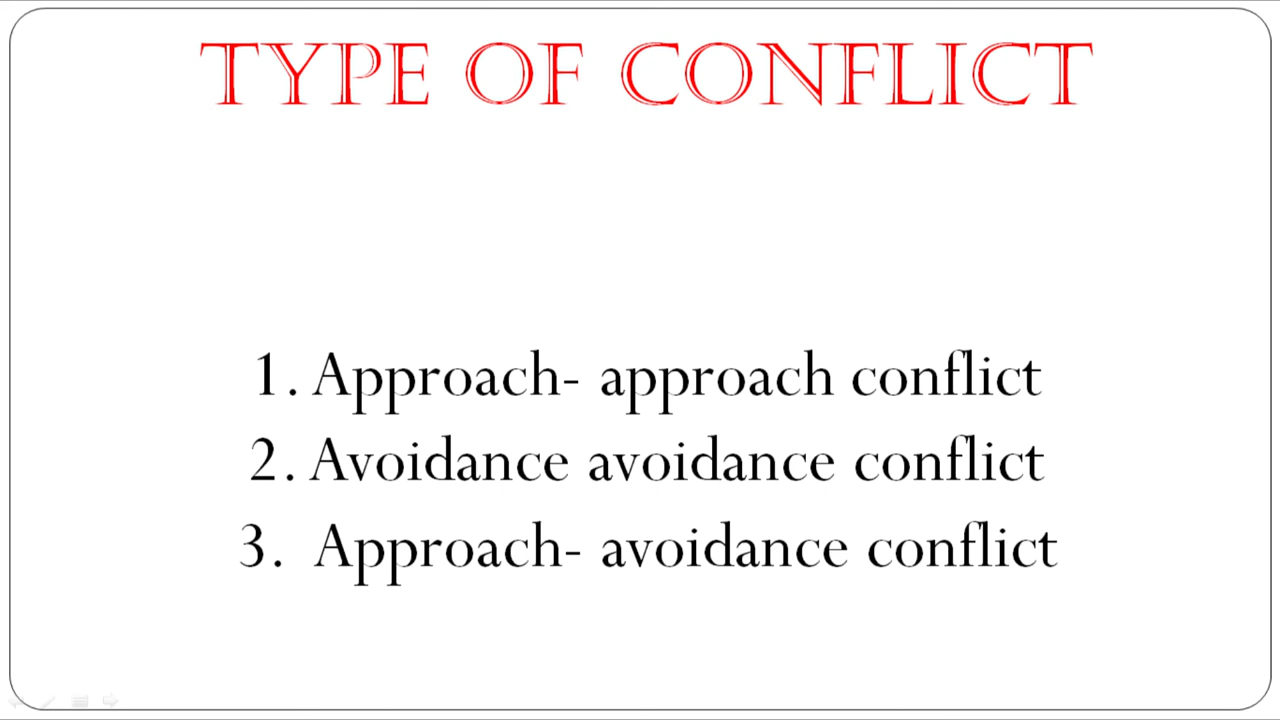 TYPE OF CONFLICT
1. Approach- approach conflict
2. Avoidance avoidance conflict
3. Approach- avoidance conflict